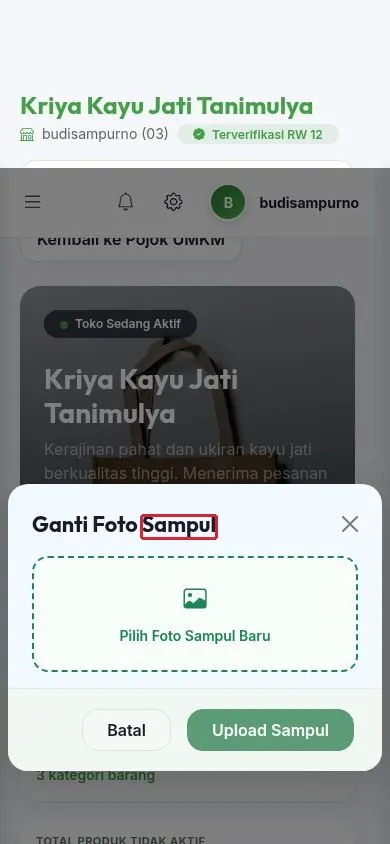 Kriya Kayu Jati Tanimulya
budisampurno (03) Terverifikasi RW 12
B budisampurno
Kembali ke Pojok UMKM
Toko Sedang Aktif
Kriya Kayu Jati
Tanimulya
Kerajinan pahat dan ukiran kayu jati
berkualitas tinggi. Menerima pesanan
Ganti Foto Sampul
Pilih Foto Sampul Baru
Batal Upload Sampul
3 kategori barang
TOTAL PRODUK TIDAK AKTIF